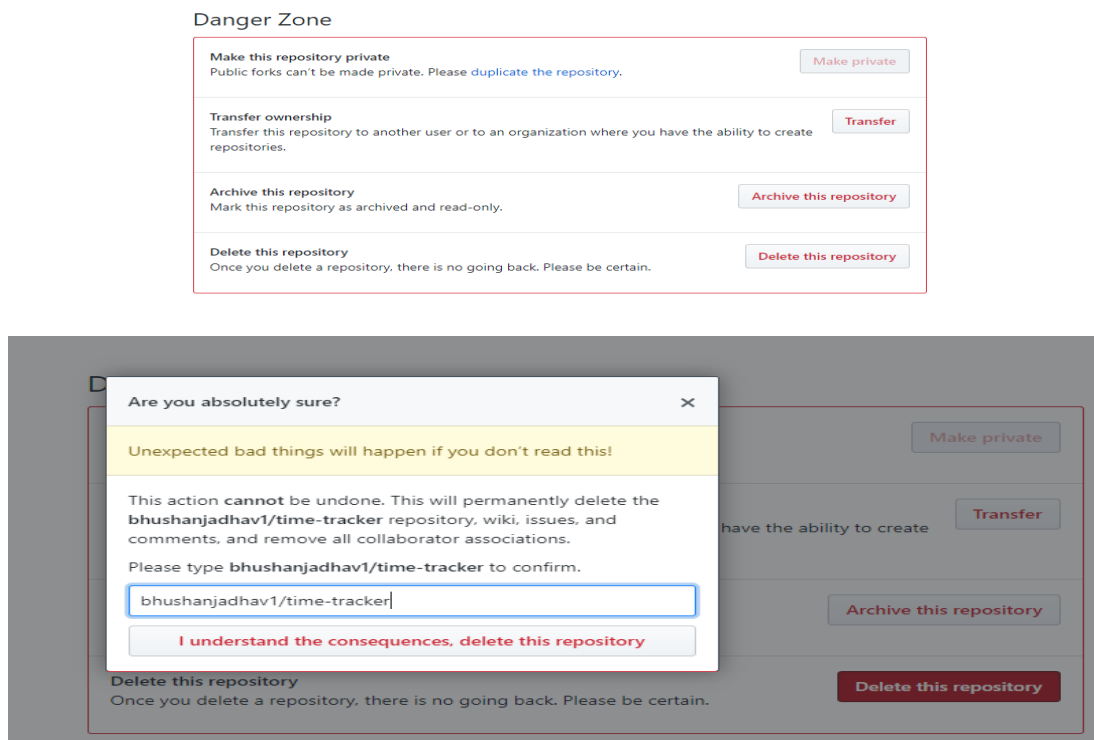 Danger Zone
Make this repository private
Public forks can't be made private. Please duplicate the repository.
Make private
Transfer ownership
Transfer this repository to another user or to an organization where you have the ability to create
repositories.
Transfer
Archive this repository
Mark this repository as archived and read-only.
Archive this repository
Delete this repository
Once you delete a repository, there is no going back. Please be certain.
Delete this repository
D
Are you absolutely sure?
×
Unexpected bad things will happen if you don't read this!
Make private
This action cannot be undone. This will permanently delete the
bhushanjadhav1/time-tracker repository, wiki, issues, and
comments, and remove all collaborator associations.
Transfer
have the ability to create
Please type bhushanjadhav1/time-tracker to confirm.
bhushanjadhav1/time-tracker
Archive this repository
I understand the consequences, delete this repository
Delete this repository
Once you delete a repository, there is no going back. Please be certain.
Delete this repository